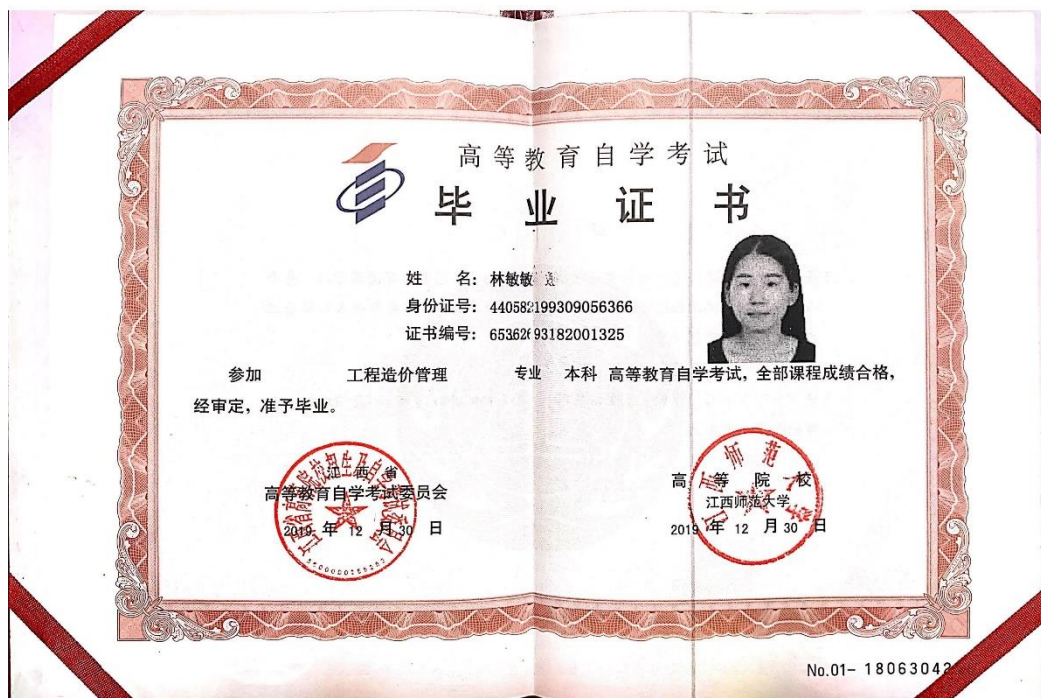 高等教育自学考试
毕业证书
姓 名：林敏敏
身份证号：440582199309056366
证书编号：65362693182001325
参加 工程造价管理 专业 本科 高等教育自学考试，全部课程成绩合格，
经审定，准予毕业。
江西省 高等院校
高等教育自学考试委员会 江西师范大学
2019 年 12 月 30 日 2019 年 12 月 30 日
No.01- 18063042